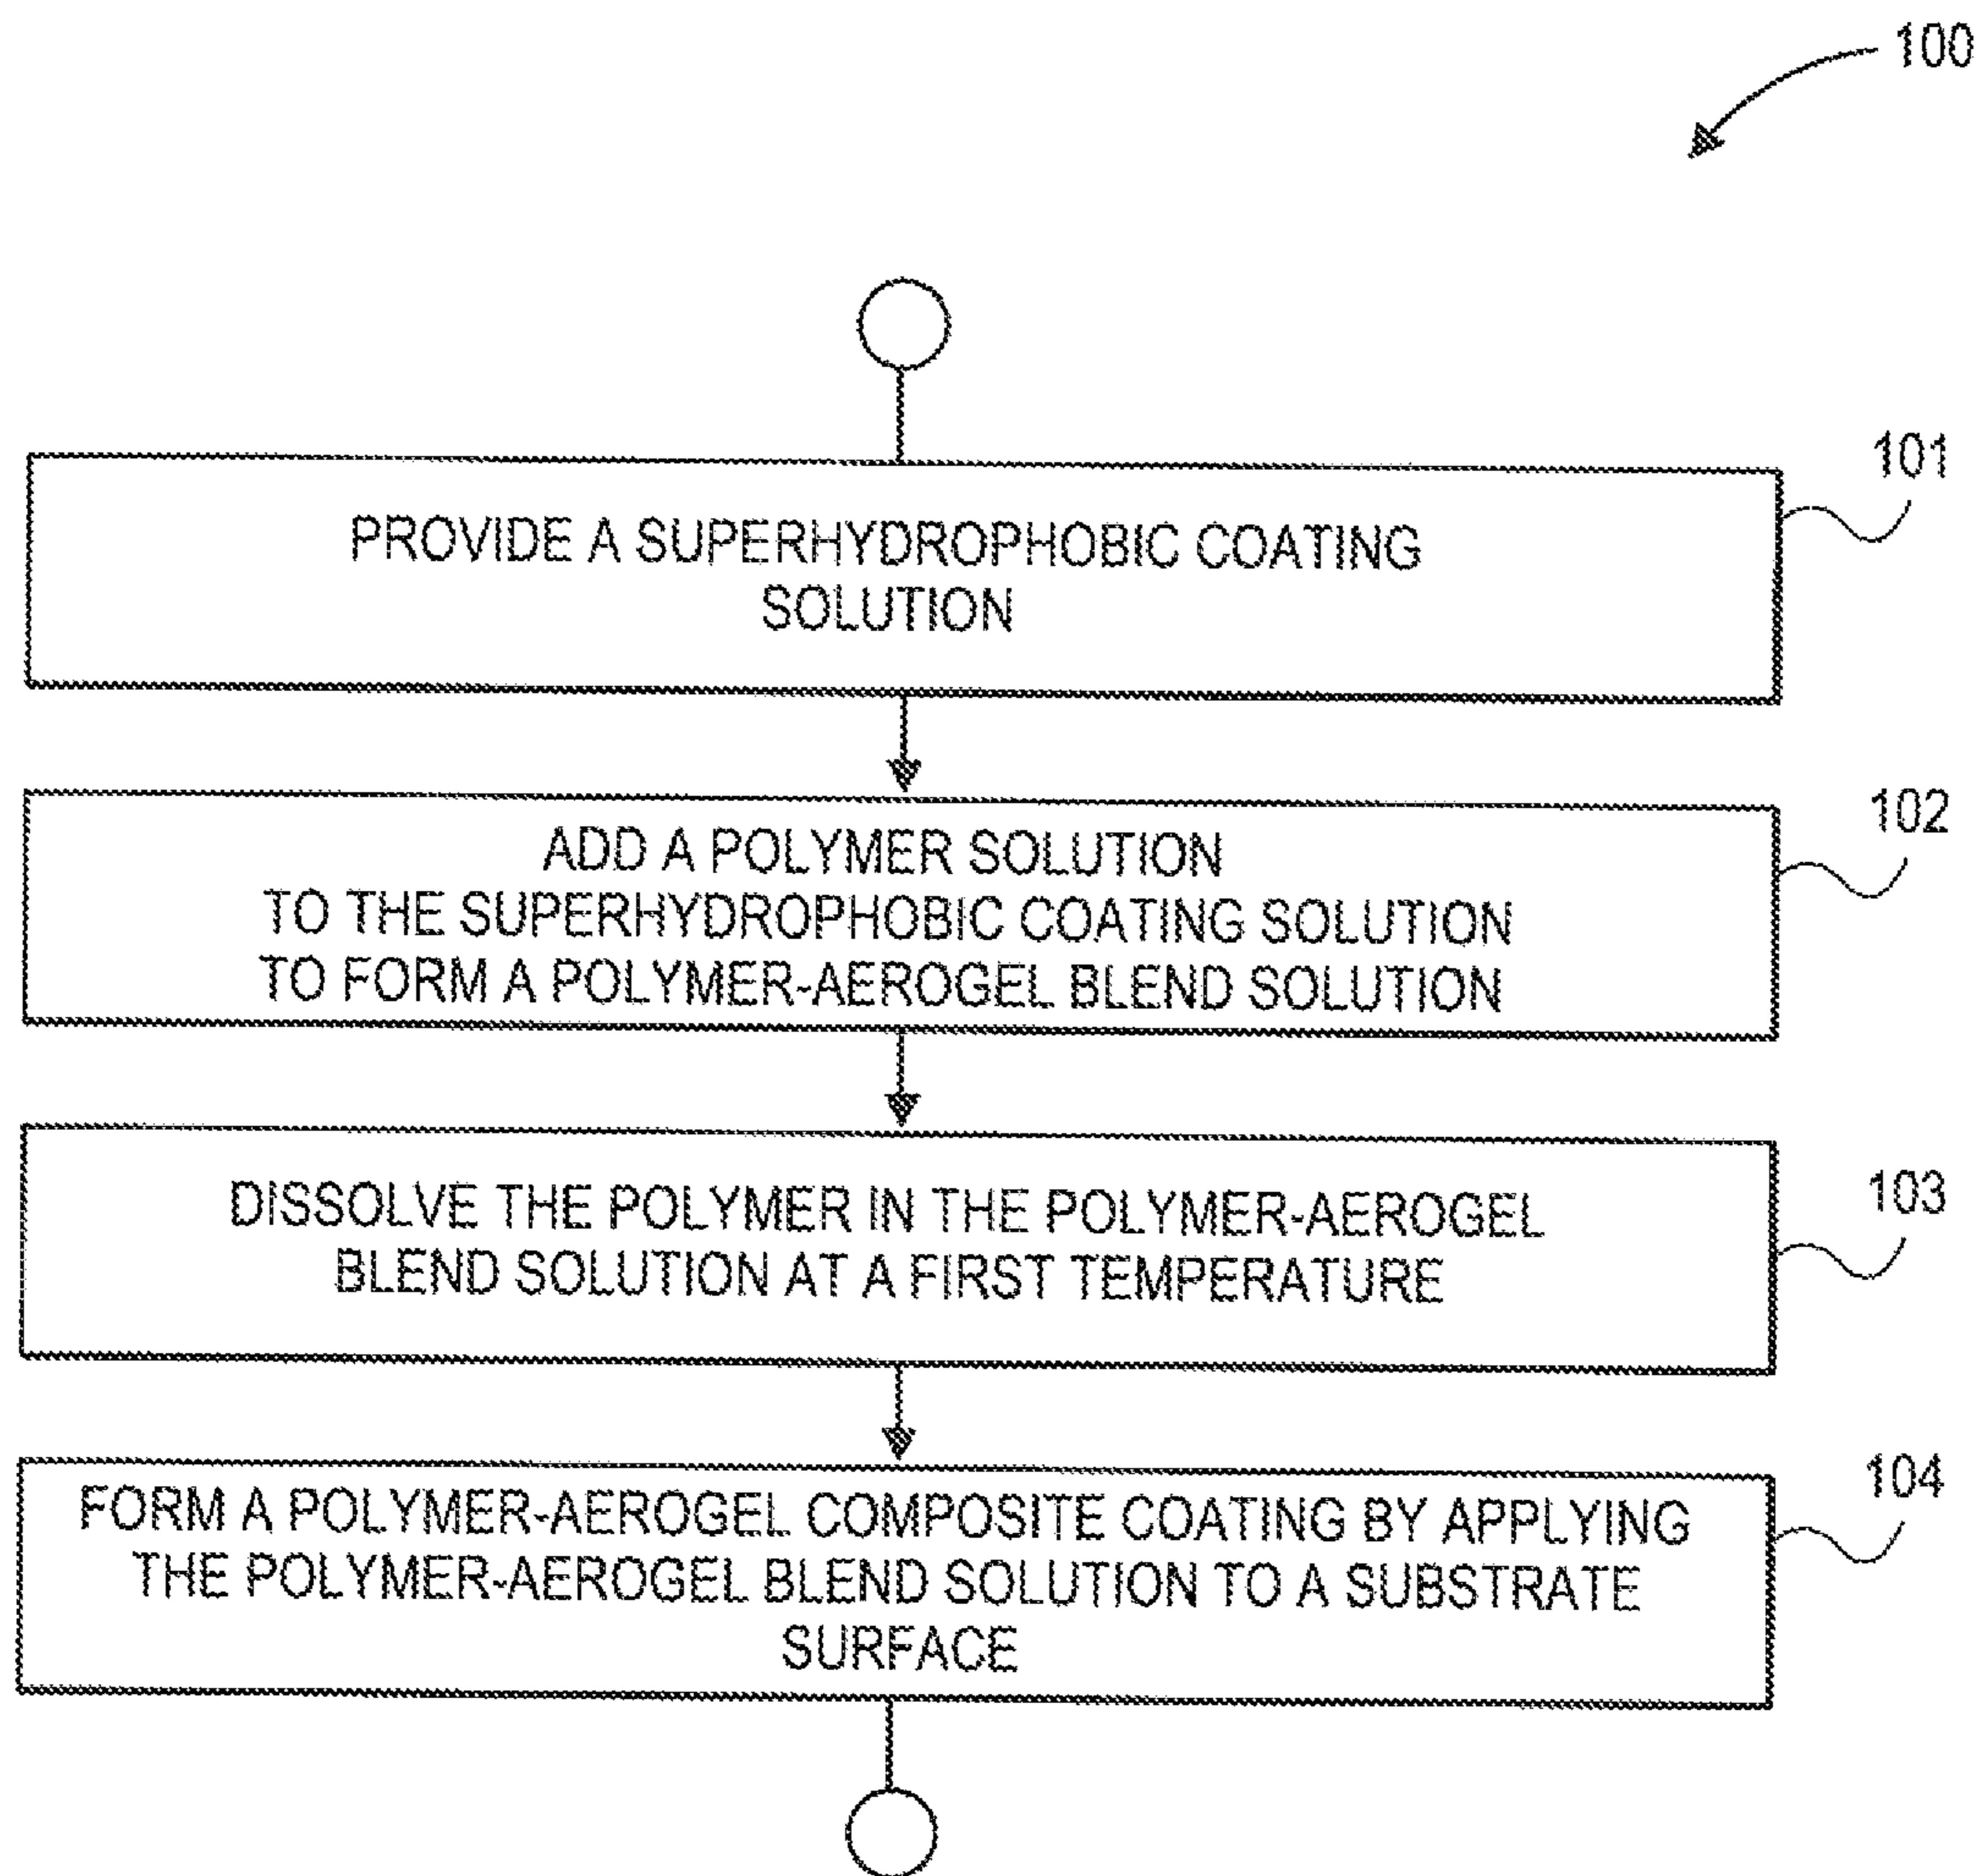 100
101
PROVIDE A SUPERHYDROPHOBIC COATING
SOLUTION
102
ADD A POLYMER SOLUTION
TO THE SUPERHYDROPHOBIC COATING SOLUTION
TO FORM A POLYMER-AEROGEL BLEND SOLUTION
103
DISSOLVE THE POLYMER IN THE POLYMER-AEROGEL
BLEND SOLUTION AT A FIRST TEMPERATURE
104
FORM A POLYMER-AEROGEL COMPOSITE COATING BY APPLYING
THE POLYMER-AEROGEL BLEND SOLUTION TO A SUBSTRATE
SURFACE